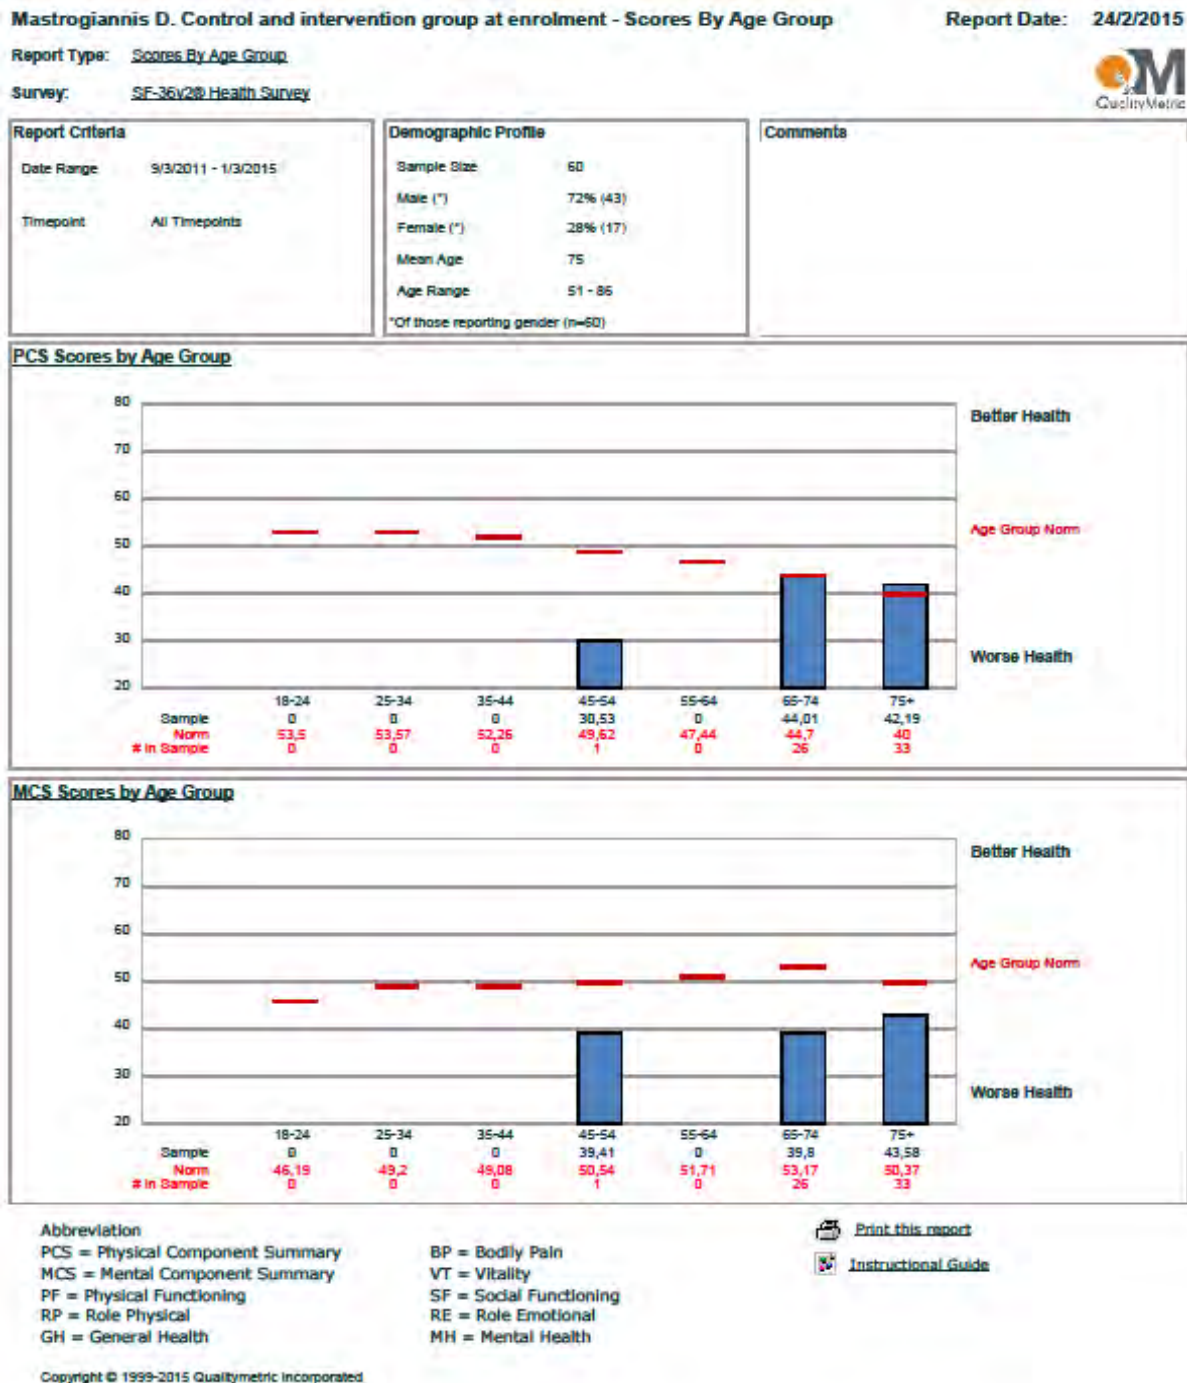 Mastrogiannis D. Control and intervention group at enrolment - Scores By Age Group Report Date: 24/2/2015
Report Type: Scores By Age Group
Survey: SF-36v2® Health Survey
QualityMetric
Report Criteria
Date Range 9/3/2011 - 1/3/2015
Timepoint All Timepoints
Demographic Profile
Sample Size 60
Male (*) 72% (43)
Female (*) 28% (17)
Mean Age 75
Age Range 51 - 86
*Of those reporting gender (n=60)
Comments
PCS Scores by Age Group
80
70
60
50
40
30
20
Better Health
Age Group Norm
Worse Health
18-24 25-34 35-44 45-54 55-64 65-74 75+
Sample 0 0 0 30,53 0 44,01 42,19
Norm 53,5 53,57 52,26 49,62 47,44 44,7 40
# in Sample 0 0 0 1 0 26 33
MCS Scores by Age Group
80
70
60
50
40
30
20
Better Health
Age Group Norm
Worse Health
18-24 25-34 35-44 45-54 55-64 65-74 75+
Sample 0 0 0 39,41 0 39,8 43,58
Norm 46,19 49,2 49,08 50,54 51,71 53,17 50,37
# in Sample 0 0 0 1 0 26 33
Abbreviation
PCS = Physical Component Summary
MCS = Mental Component Summary
PF = Physical Functioning
RP = Role Physical
GH = General Health
BP = Bodily Pain
VT = Vitality
SF = Social Functioning
RE = Role Emotional
MH = Mental Health
Print this report
Instructional Guide
Copyright © 1999-2015 Qualitymetric Incorporated